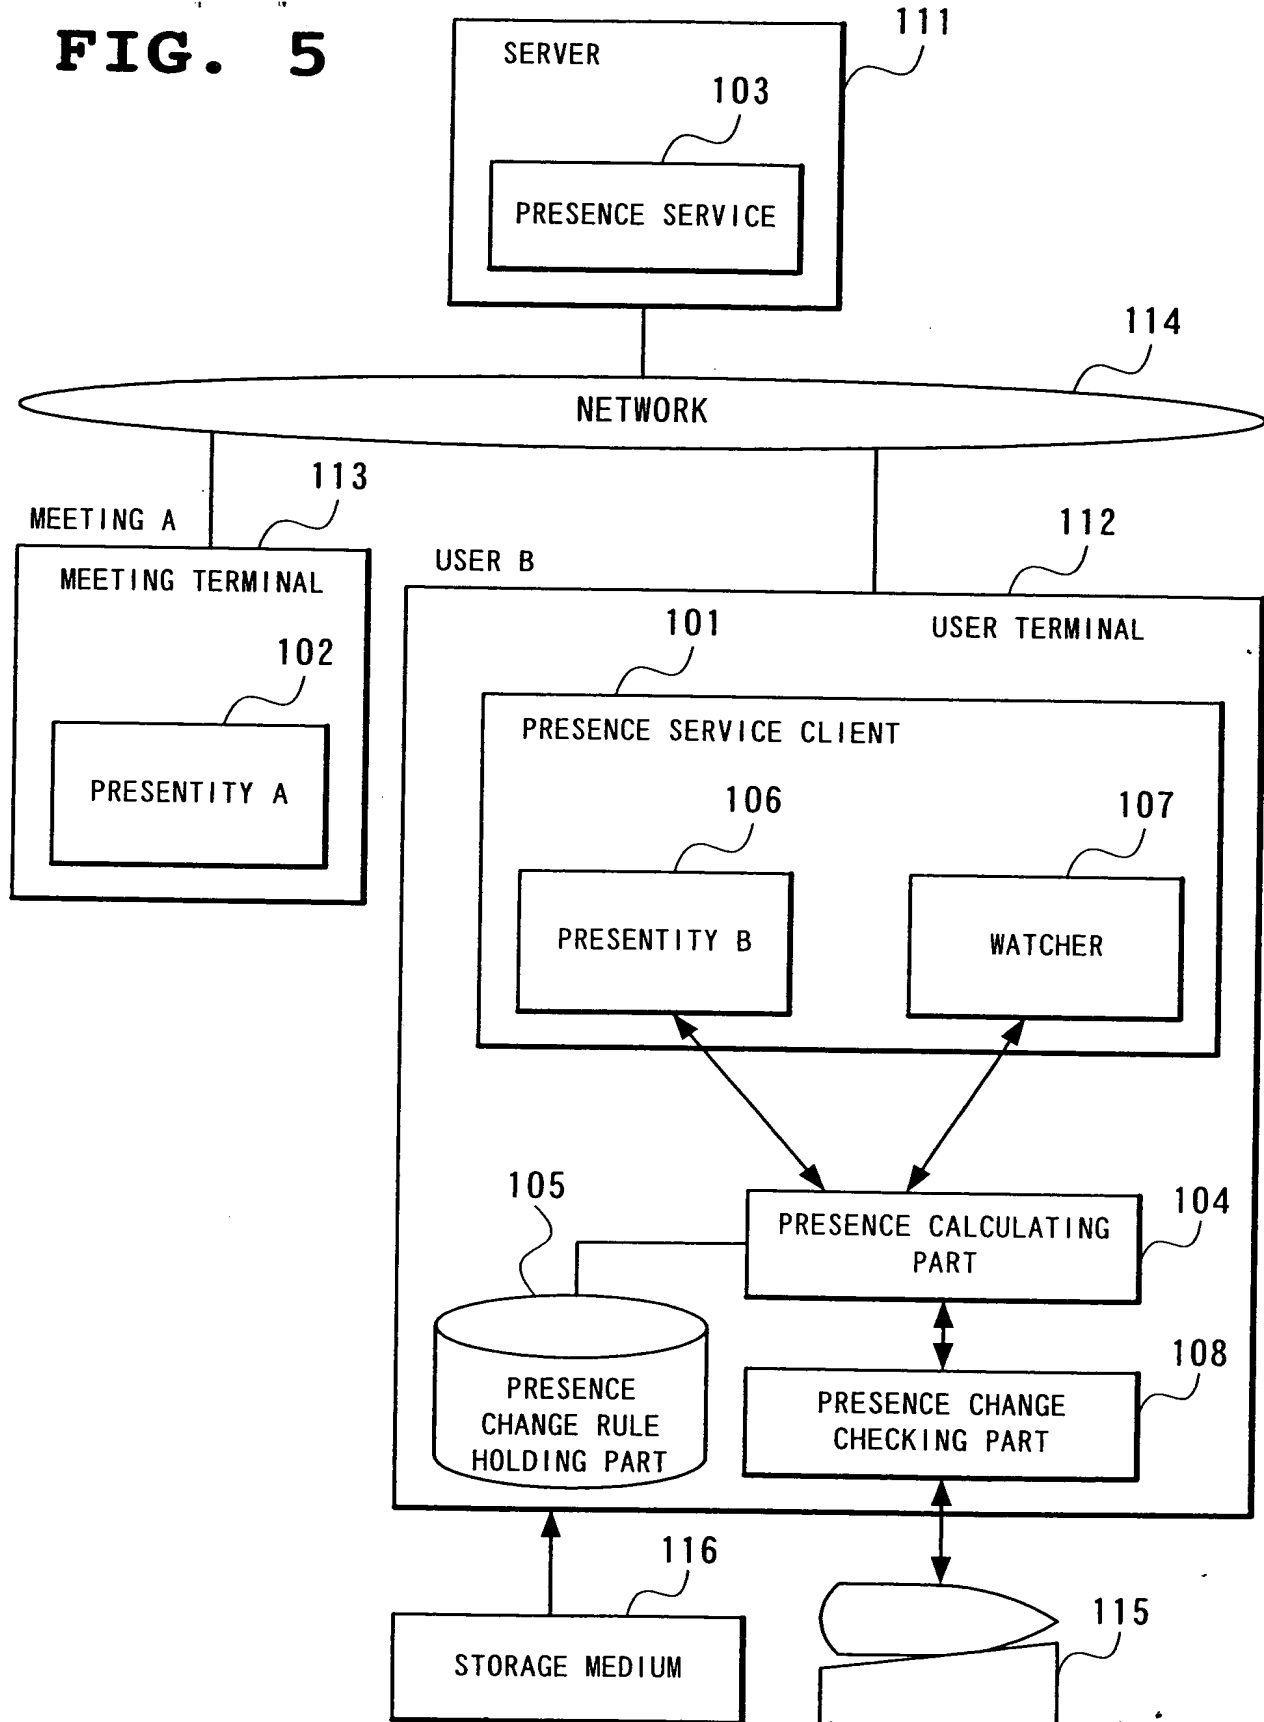 FIG. 5
111
SERVER
103
PRESENCE SERVICE
114
NETWORK
113
MEETING A
112
USER B
MEETING TERMINAL
101
USER TERMINAL
102
PRESENCE SERVICE CLIENT
PRESENTITY A
106
107
PRESENTITY B
WATCHER
105
104
PRESENCE CALCULATING
PART
108
PRESENCE
CHANGE RULE
HOLDING PART
PRESENCE CHANGE
CHECKING PART
116
115
STORAGE MEDIUM